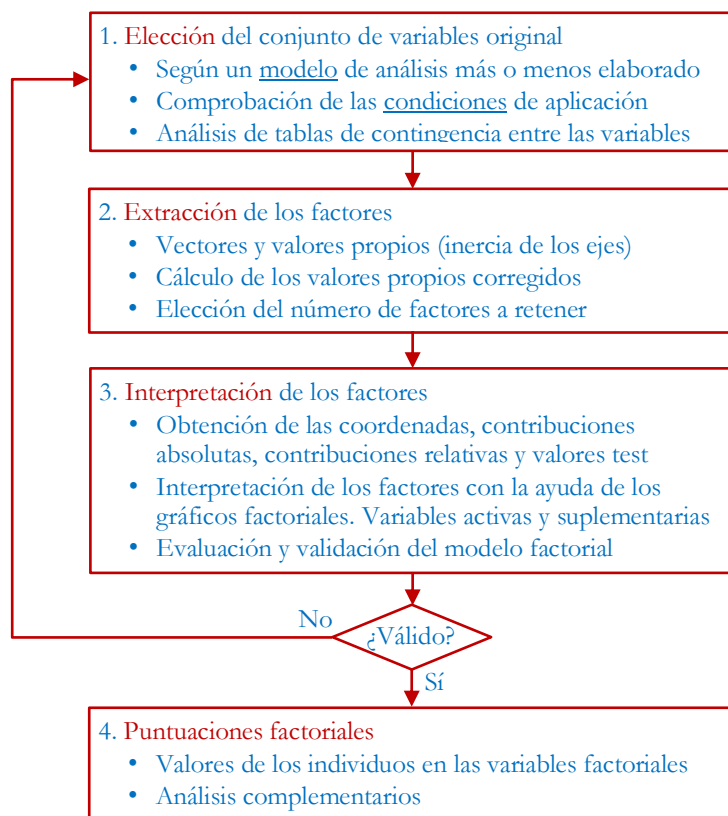 1. Elección del conjunto de variables original
• Según un modelo de análisis más o menos elaborado
• Comprobación de las condiciones de aplicación
• Análisis de tablas de contingencia entre las variables
2. Extracción de los factores
• Vectores y valores propios (inercia de los ejes)
• Cálculo de los valores propios corregidos
• Elección del número de factores a retener
3. Interpretación de los factores
• Obtención de las coordenadas, contribuciones
absolutas, contribuciones relativas y valores test
• Interpretación de los factores con la ayuda de los
gráficos factoriales. Variables activas y suplementarias
• Evaluación y validación del modelo factorial
No
¿Válido?
Sí
4. Puntuaciones factoriales
• Valores de los individuos en las variables factoriales
• Análisis complementarios